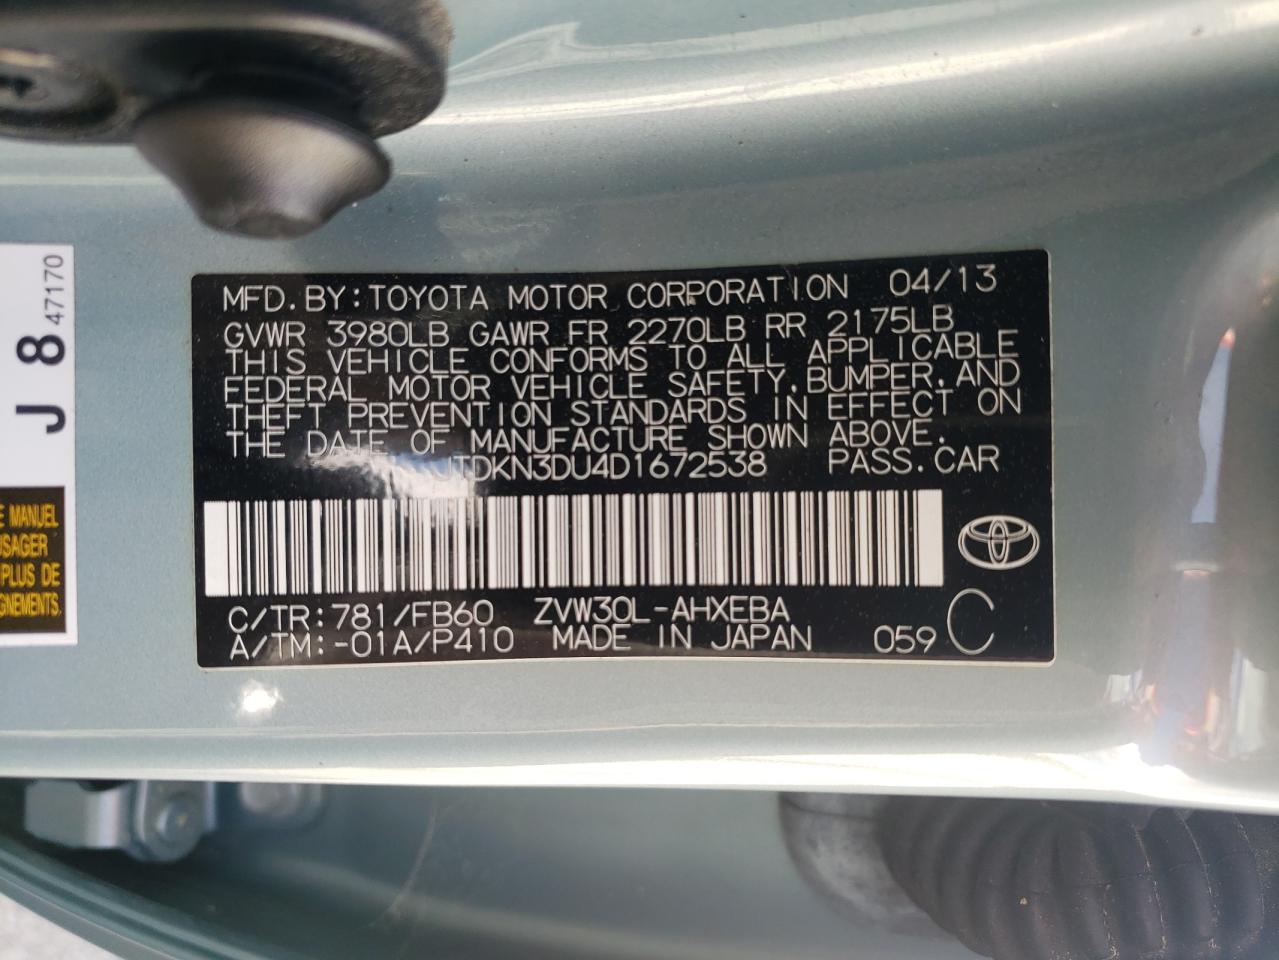 MFD. BY: TOYOTA MOTOR CORPORATION 04/13
GVWR 3980LB GAWR FR 2270LB RR 2175LB
THIS VEHICLE CONFORMS TO ALL APPLICABLE
FEDERAL MOTOR VEHICLE SAFETY, BUMPER, AND
THEFT PREVENTION STANDARDS IN EFFECT ON
THE DATE OF MANUFACTURE SHOWN ABOVE.
JTDKN3DU4D1672538 PASS. CAR
C/TR: 781/FB60 ZVW30L-AHXEBA
A/TM: -01A/P410 MADE IN JAPAN 059 C
J 8 47170
MANUEL
USAGER
PLUS DE
GNEMENTS.